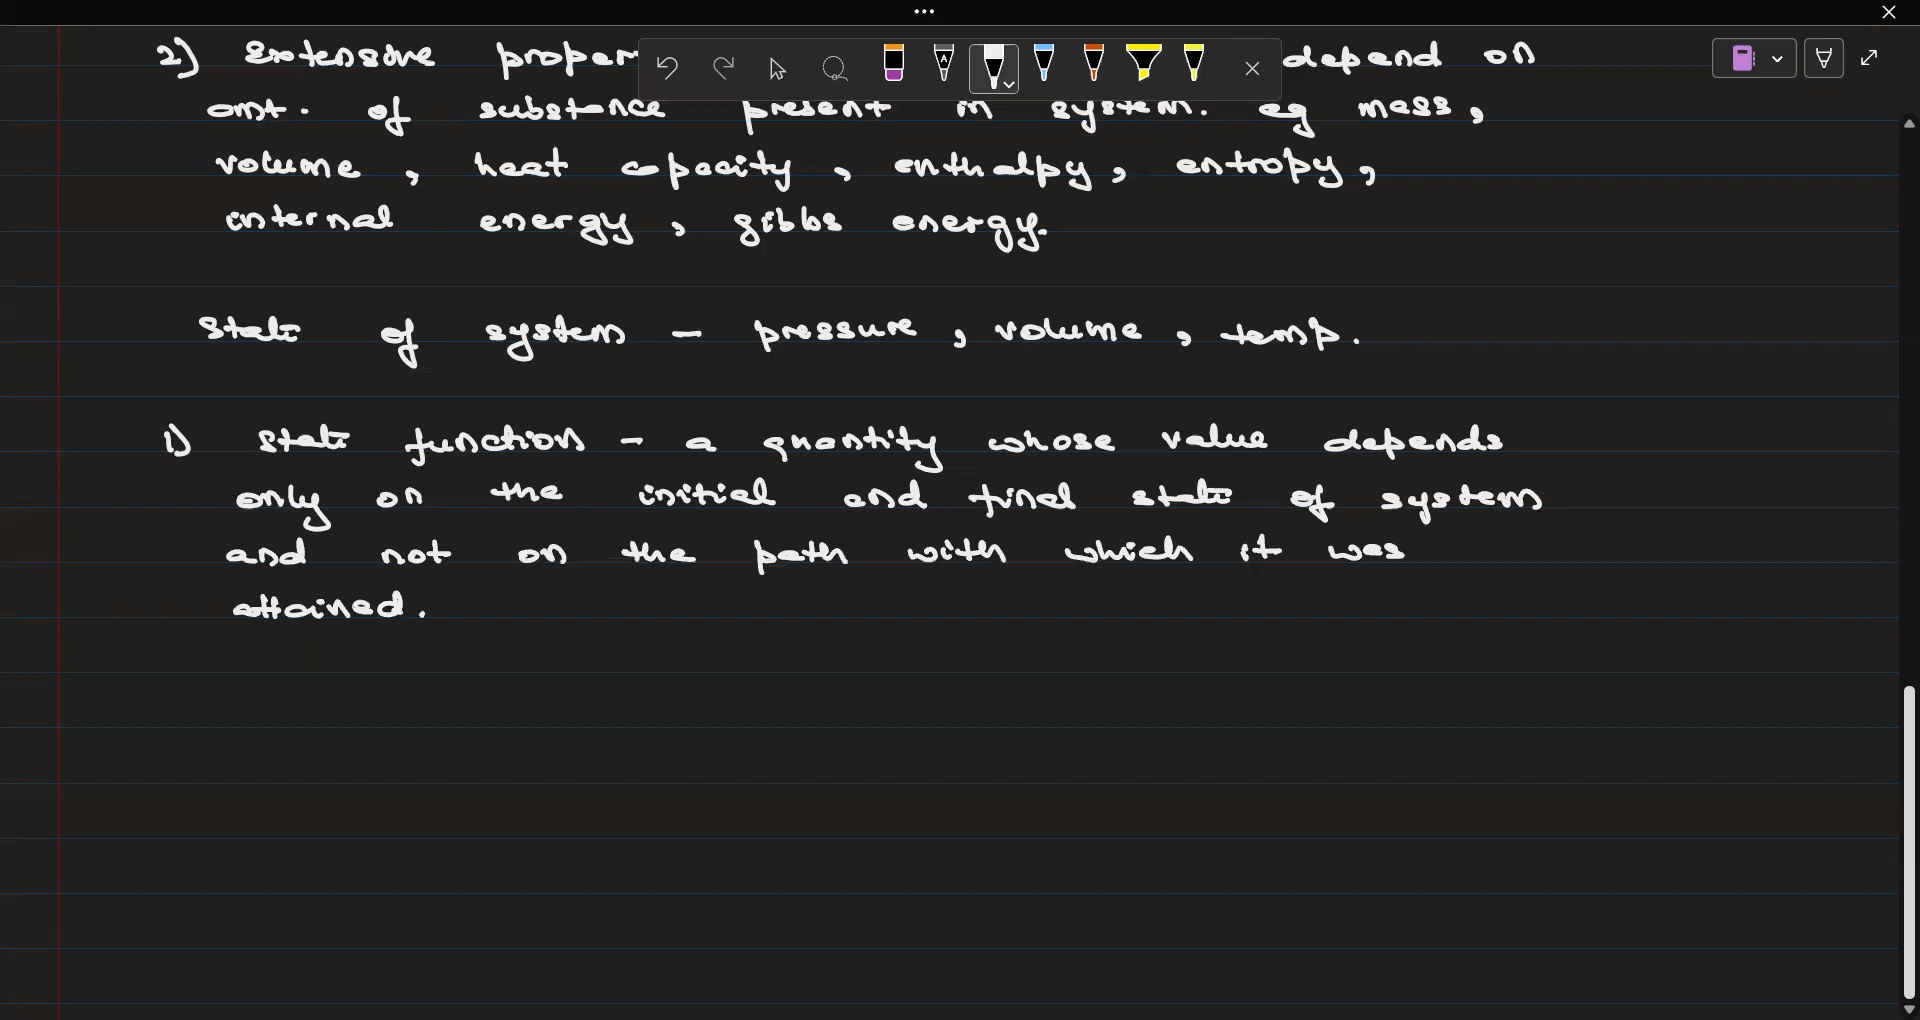 2) Extensive proper depend on
amt. of substance present in system. eg mass,
volume, heat capacity, enthalpy, entropy,
internal energy, gibbs energy.
State of system - pressure, volume, temp.
1) state function - a quantity whose value depends
only on the initial and final state of system
and not on the path with which it was
attained.